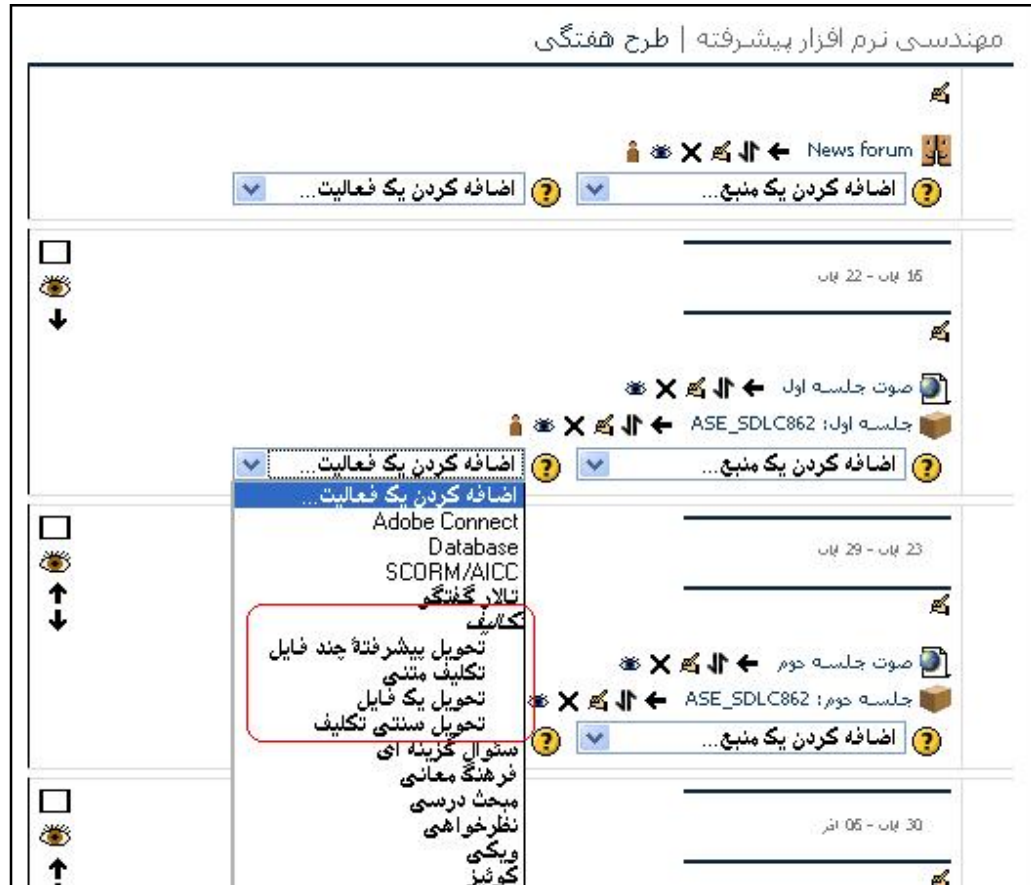 مهندسی نرم افزار پیشرفته | طرح هفتگی
News forum
اضافه کردن یک منبع... اضافه کردن یک فعالیت...
16 آبان - 22 آبان
صوت جلسه اول
جلسه اول: ASE_SDLC862
اضافه کردن یک منبع... اضافه کردن یک فعالیت...
اضافه کردن یک فعالیت...
Adobe Connect
Database
SCORM/AICC
تالار گفتگو
تکالیف
تحویل پیشرفتهٔ چند فایل
تکلیف متنی
تحویل یک فایل
تحویل سنتی تکلیف
سئوال گزینه ای
فرهنگ معانی
مبحث درسی
نظرخواهی
ویکی
کوئیز
23 آبان - 29 آبان
صوت جلسه دوم
جلسه دوم: ASE_SDLC862
اضافه کردن یک منبع...
30 آبان - 06 آذر